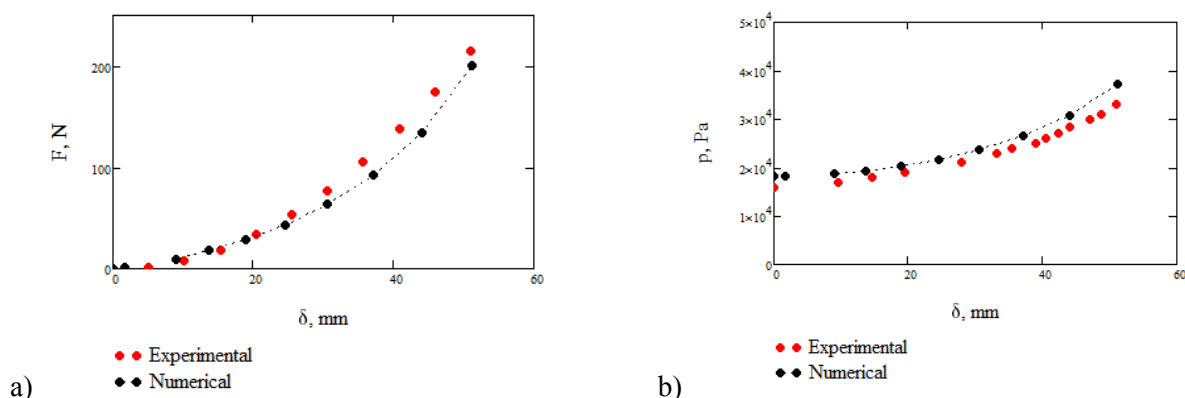 200
F, N
100
0
0 20 40 60
δ, mm
Experimental
Numerical
a)
5×10⁴
4×10⁴
p, Pa
3×10⁴
2×10⁴
1×10⁴
0
0 20 40 60
δ, mm
Experimental
Numerical
b)